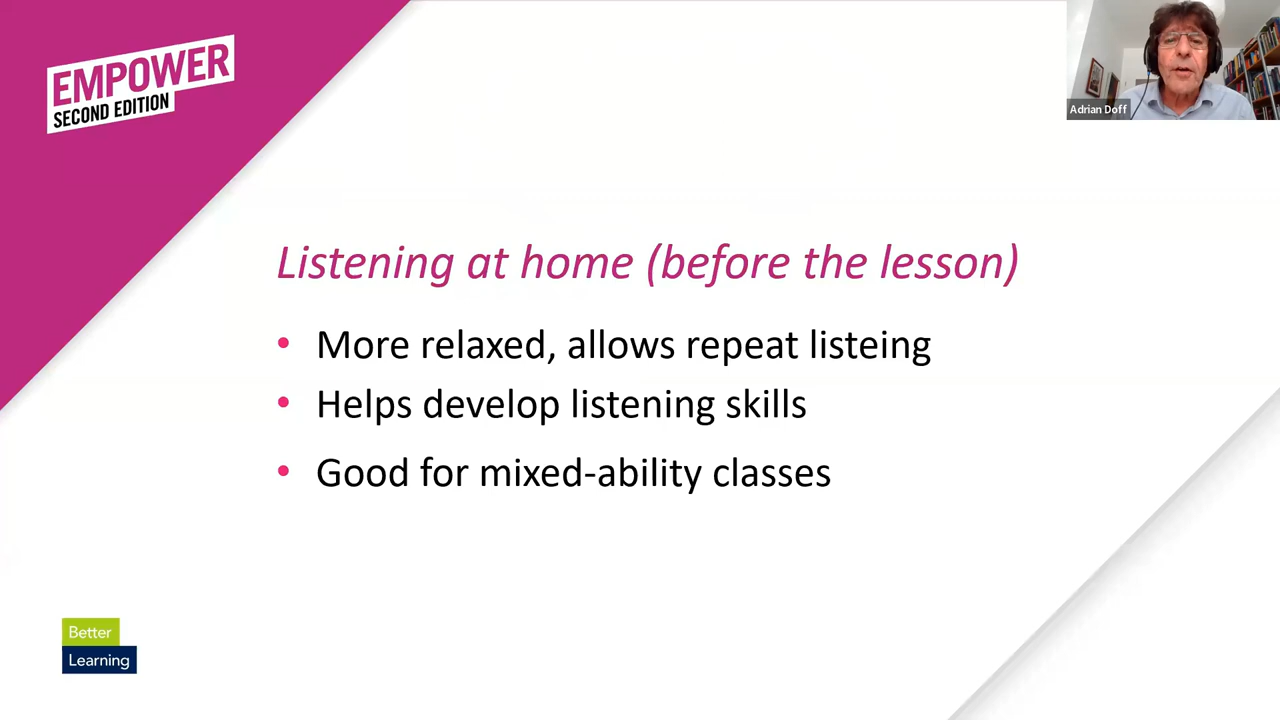 EMPOWER
SECOND EDITION
Adrian Doff
Listening at home (before the lesson)
• More relaxed, allows repeat listeing
• Helps develop listening skills
• Good for mixed-ability classes
Better
Learning